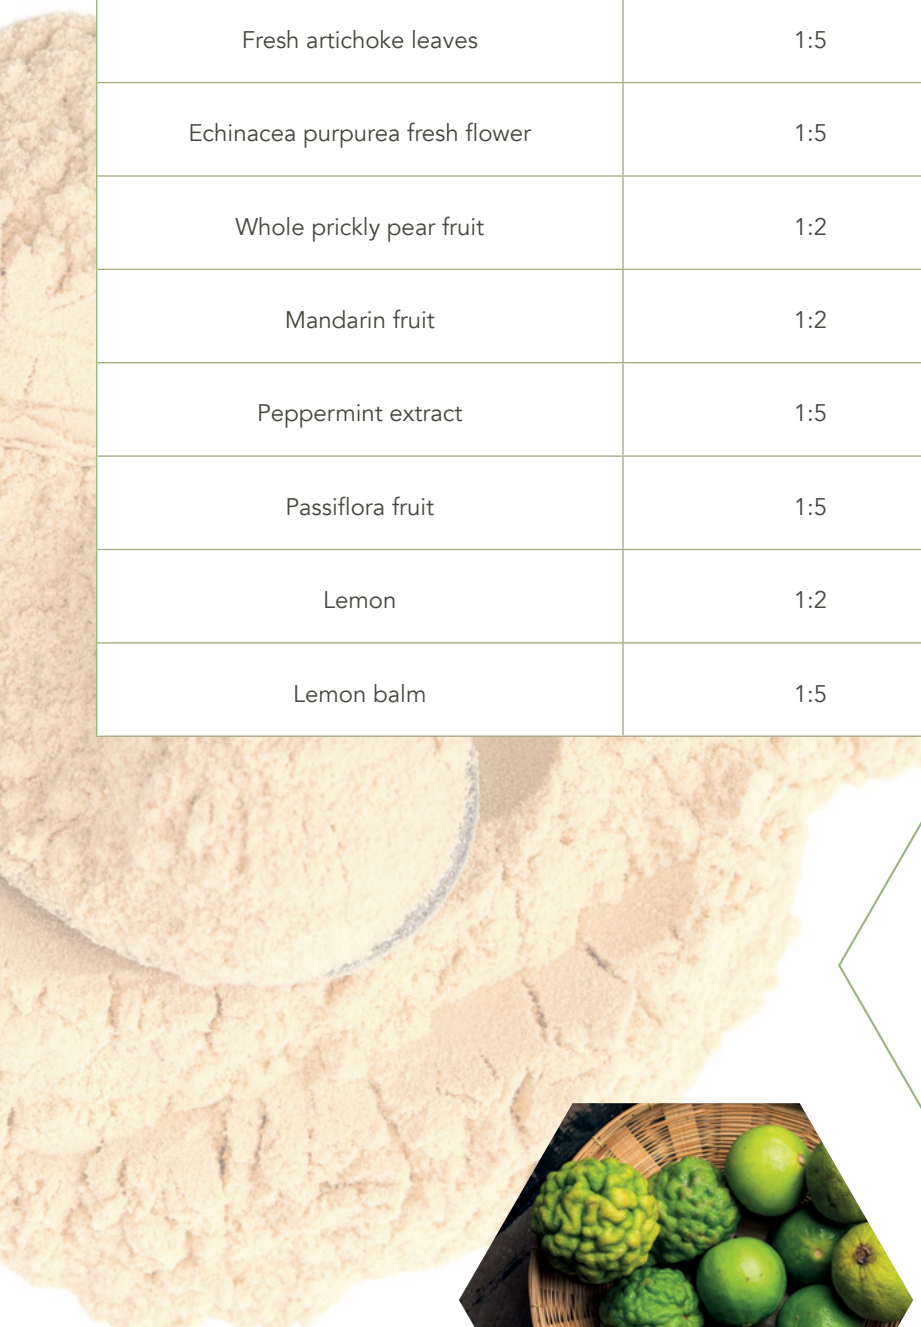 Fresh artichoke leaves 1:5
Echinacea purpurea fresh flower 1:5
Whole prickly pear fruit 1:2
Mandarin fruit 1:2
Peppermint extract 1:5
Passiflora fruit 1:5
Lemon 1:2
Lemon balm 1:5